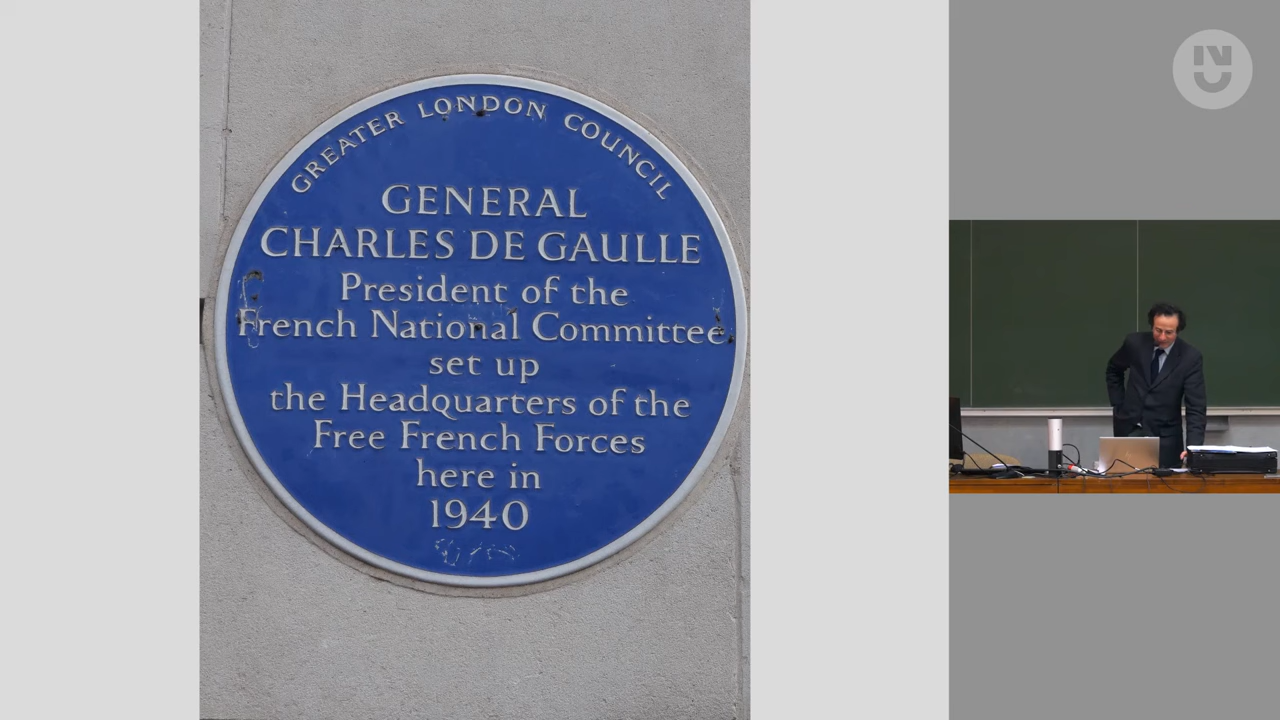 GREATER LONDON COUNCIL
GENERAL
CHARLES DE GAULLE
President of the
French National Committee
set up
the Headquarters of the
Free French Forces
here in
1940